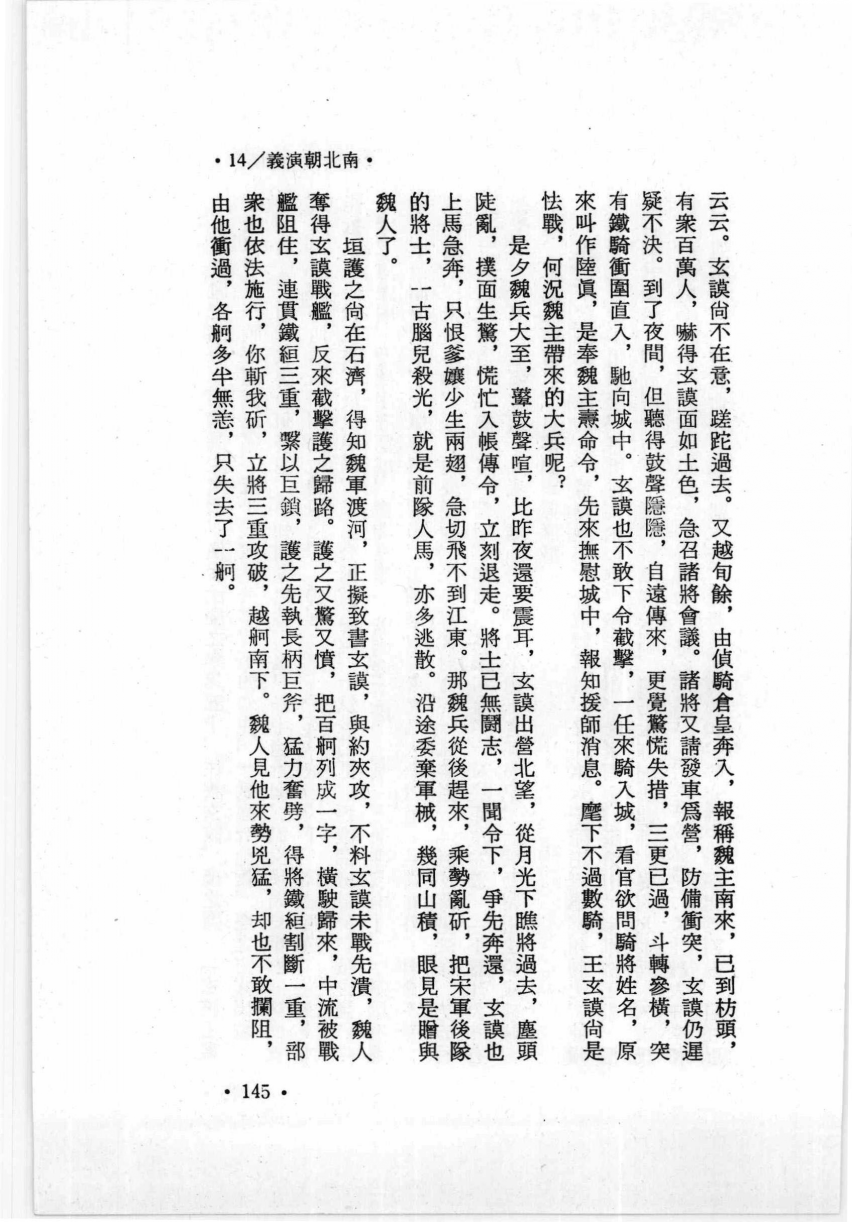 •14／義演朝北南•
云云。玄謨尙不在意，蹉跎過去。又越旬餘，由偵騎倉皇奔入，報稱魏主南來，已到枋頭，
有衆百萬人，嚇得玄謨面如土色，急召諸將會議。諸將又請發車爲營，防備衝突，玄謨仍遲
疑不決。到了夜間，但聽得鼓聲隱隱，自遠傳來，更覺驚慌失措，三更已過，斗轉參橫，突
有鐵騎衝圍直入，馳向城中。玄謨也不敢下令截擊，一任來騎入城，看官欲問騎將姓名，原
來叫作陸眞，是奉魏主燾命令，先來撫慰城中，報知援師消息。麾下不過數騎，王玄謨尙是
怯戰，何況魏主帶來的大兵呢？
是夕魏兵大至，鼙鼓聲喧，比昨夜還要震耳，玄謨出營北望，從月光下瞧將過去，塵頭
陡亂，撲面生驚，慌忙入帳傳令，立刻退走。將士已無鬭志，一聞令下，爭先奔還，玄謨也
上馬急奔，只恨爹孃少生兩翅，急切飛不到江東。那魏兵從後趕來，乘勢亂斫，把宋軍後隊
的將士，一古腦兒殺光，就是前隊人馬，亦多逃散。沿途委棄軍械，幾同山積，眼見是贈與
魏人了。
垣護之尙在石濟，得知魏軍渡河，正擬致書玄謨，與約夾攻，不料玄謨未戰先潰，魏人
奪得玄謨戰艦，反來截擊護之歸路。護之又驚又憤，把百舸列成一字，橫駛歸來，中流被戰
艦阻住，連貫鐵絙三重，繫以巨鎖，護之先執長柄巨斧，猛力奮劈，得將鐵絙割斷一重，部
衆也依法施行，你斬我斫，立將三重攻破，越舸南下。魏人見他來勢兇猛，却也不敢攔阻，
由他衝過，各舸多半無恙，只失去了一舸。
•145•